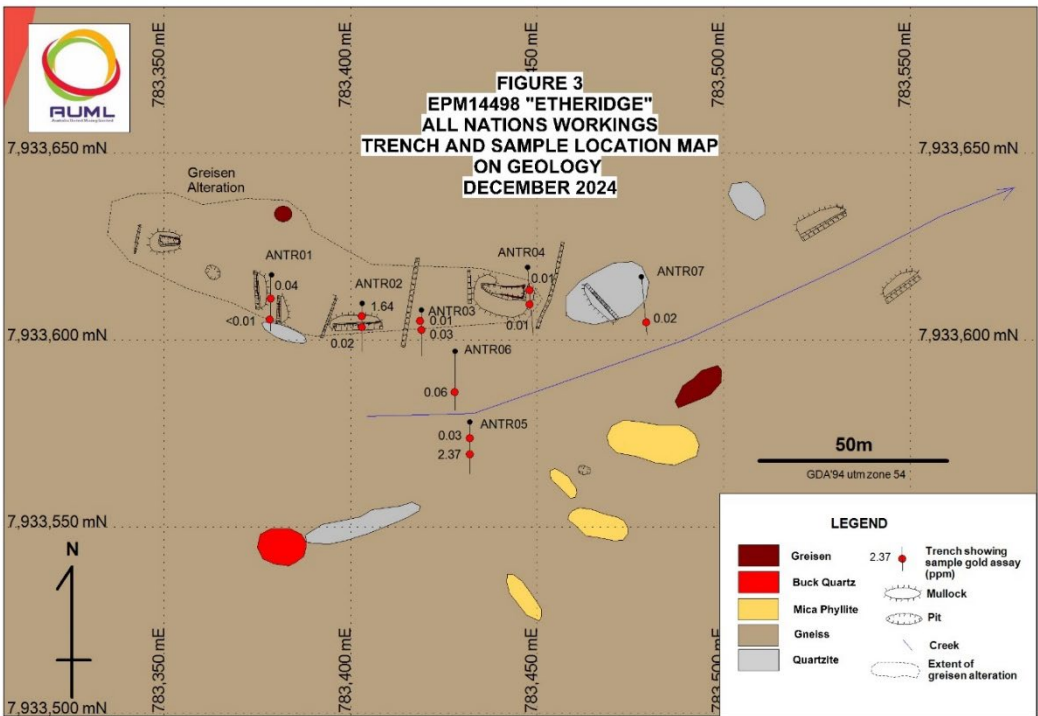 783,350 mE
783,400 mE
450 mE
783,500 mE
783,550 mE
AUML
FIGURE 3
EPM14498 "ETHERIDGE"
ALL NATIONS WORKINGS
TRENCH AND SAMPLE LOCATION MAP
ON GEOLOGY
DECEMBER 2024
7,933,650 mN
7,933,650 mN
Greisen
Alteration
ANTR01
0.04
<0.01
ANTR02
1.64
0.02
ANTR03
0.01
0.03
ANTR04
0.01
0.01
ANTR07
0.02
7,933,600 mN
7,933,600 mN
ANTR06
0.06
ANTR05
0.03
2.37
50m
GDA'94 utm zone 54
7,933,550 mN
N
7,933,500 mN
783,350 mE
783,400 mE
783,450 mE
783,500 mE
LEGEND
Greisen
Buck Quartz
Mica Phyllite
Gneiss
Quartzite
2.37
Trench showing
sample gold assay
(ppm)
Mullock
Pit
Creek
Extent of
greisen alteration